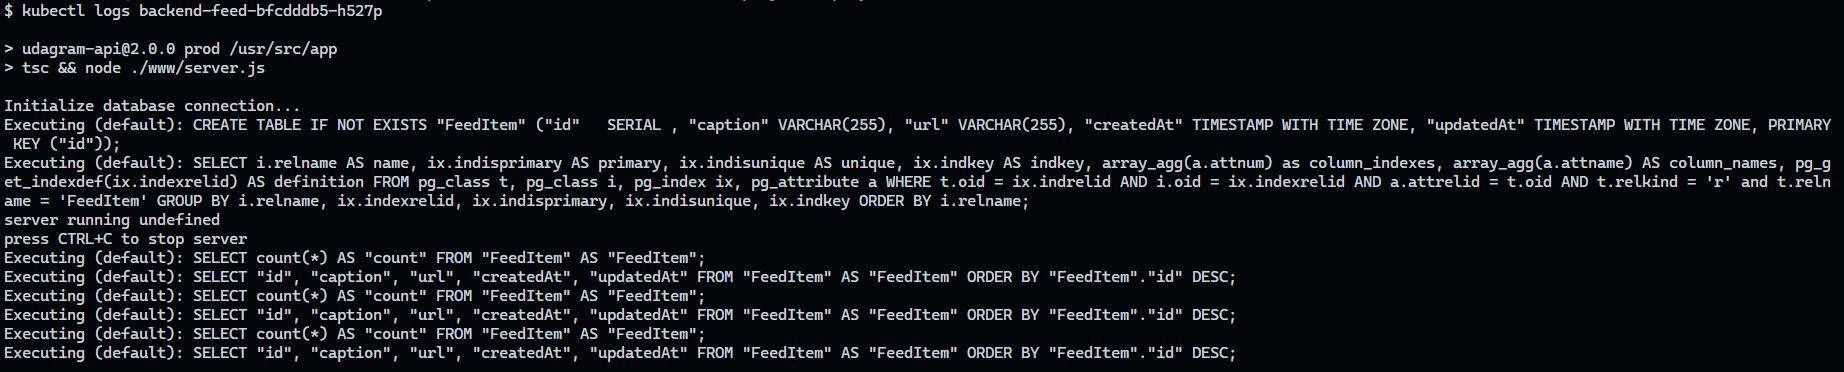 $ kubectl logs backend-feed-bfcdddb5-h527p
> udagram-api@2.0.0 prod /usr/src/app
> tsc && node ./www/server.js
Initialize database connection...
Executing (default): CREATE TABLE IF NOT EXISTS "FeedItem" ("id"   SERIAL , "caption" VARCHAR(255), "url" VARCHAR(255), "createdAt" TIMESTAMP WITH TIME ZONE, "updatedAt" TIMESTAMP WITH TIME ZONE, PRIMARY
 KEY ("id"));
Executing (default): SELECT i.relname AS name, ix.indisprimary AS primary, ix.indisunique AS unique, ix.indkey AS indkey, array_agg(a.attnum) as column_indexes, array_agg(a.attname) AS column_names, pg_g
et_indexdef(ix.indexrelid) AS definition FROM pg_class t, pg_class i, pg_index ix, pg_attribute a WHERE t.oid = ix.indrelid AND i.oid = ix.indexrelid AND a.attrelid = t.oid AND t.relkind = 'r' and t.reln
ame = 'FeedItem' GROUP BY i.relname, ix.indexrelid, ix.indisprimary, ix.indisunique, ix.indkey ORDER BY i.relname;
server running undefined
press CTRL+C to stop server
Executing (default): SELECT count(*) AS "count" FROM "FeedItem" AS "FeedItem";
Executing (default): SELECT "id", "caption", "url", "createdAt", "updatedAt" FROM "FeedItem" AS "FeedItem" ORDER BY "FeedItem"."id" DESC;
Executing (default): SELECT count(*) AS "count" FROM "FeedItem" AS "FeedItem";
Executing (default): SELECT "id", "caption", "url", "createdAt", "updatedAt" FROM "FeedItem" AS "FeedItem" ORDER BY "FeedItem"."id" DESC;
Executing (default): SELECT count(*) AS "count" FROM "FeedItem" AS "FeedItem";
Executing (default): SELECT "id", "caption", "url", "createdAt", "updatedAt" FROM "FeedItem" AS "FeedItem" ORDER BY "FeedItem"."id" DESC;